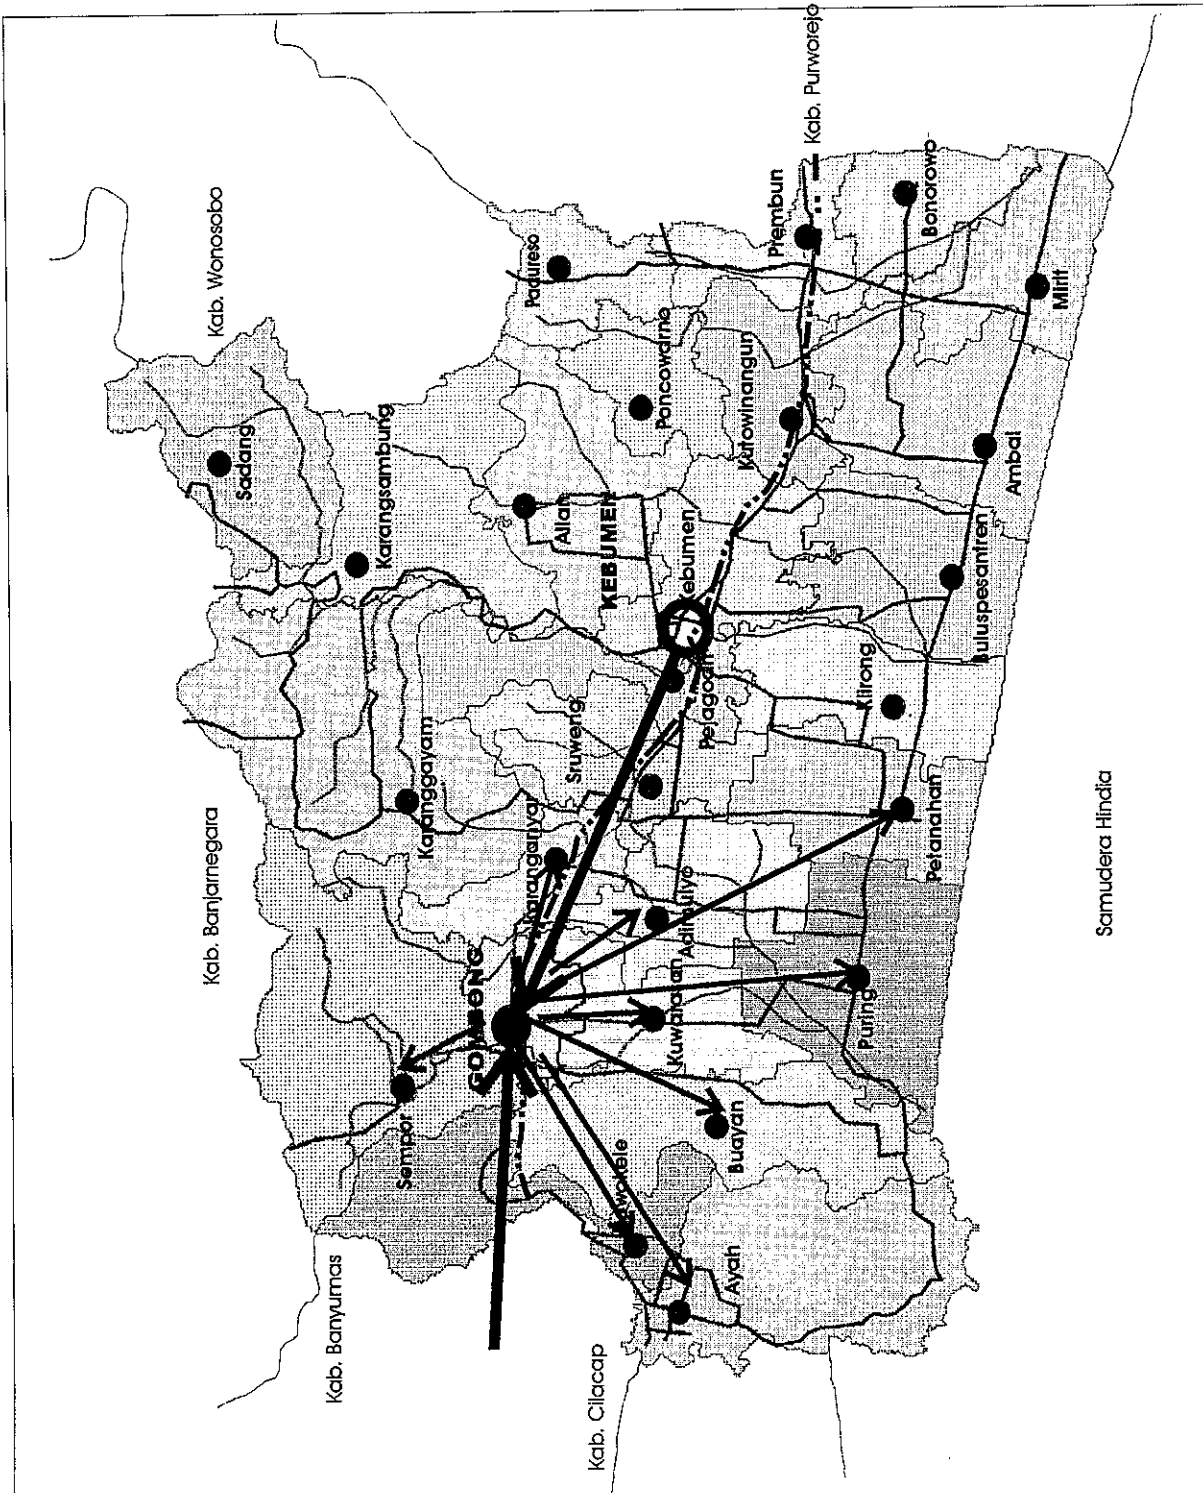 Kab. Wonosobo
Kab. Banjarnegara
Kab. Banyumas
Kab. Cilacap
Kab. Purworejo
Samudera Hindia
Sadang
Karangsambung
Karanggayam
Padureso
Poncowarno
Alian
KEBUMEN
Kebumen
Kutowinangun
Prembun
Bonorowo
Mirit
Ambal
Buluspesantren
Klirong
Pejagoan
Sruweng
Karanganyar
Petanahan
Adimulyo
Kuwarasan
Puring
GOMBONG
Sempor
Buayan
Ayah